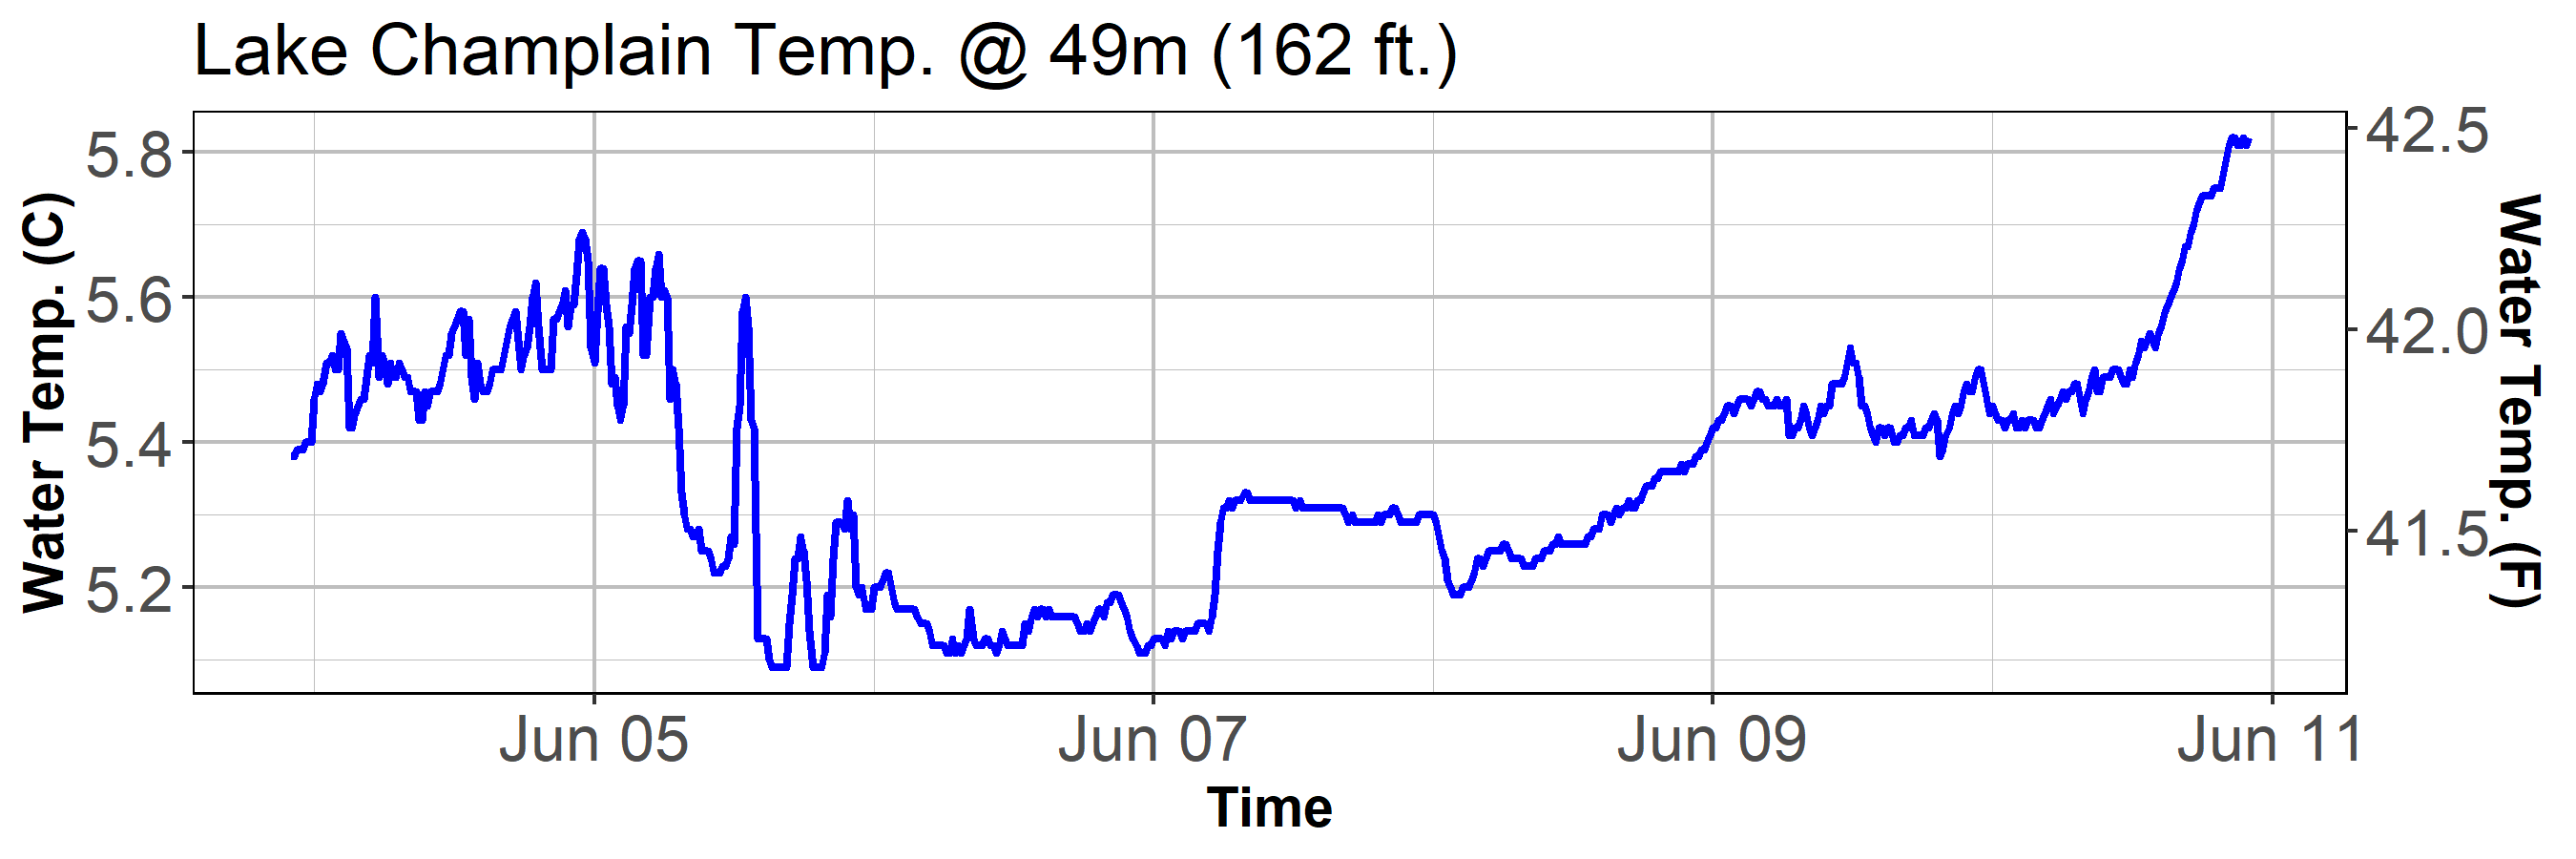 Lake Champlain Temp. @ 49m (162 ft.)
Water Temp. (C)
5.8
5.6
5.4
5.2
42.5
42.0
41.5
Water Temp. (F)
Jun 05
Jun 07
Jun 09
Jun 11
Time